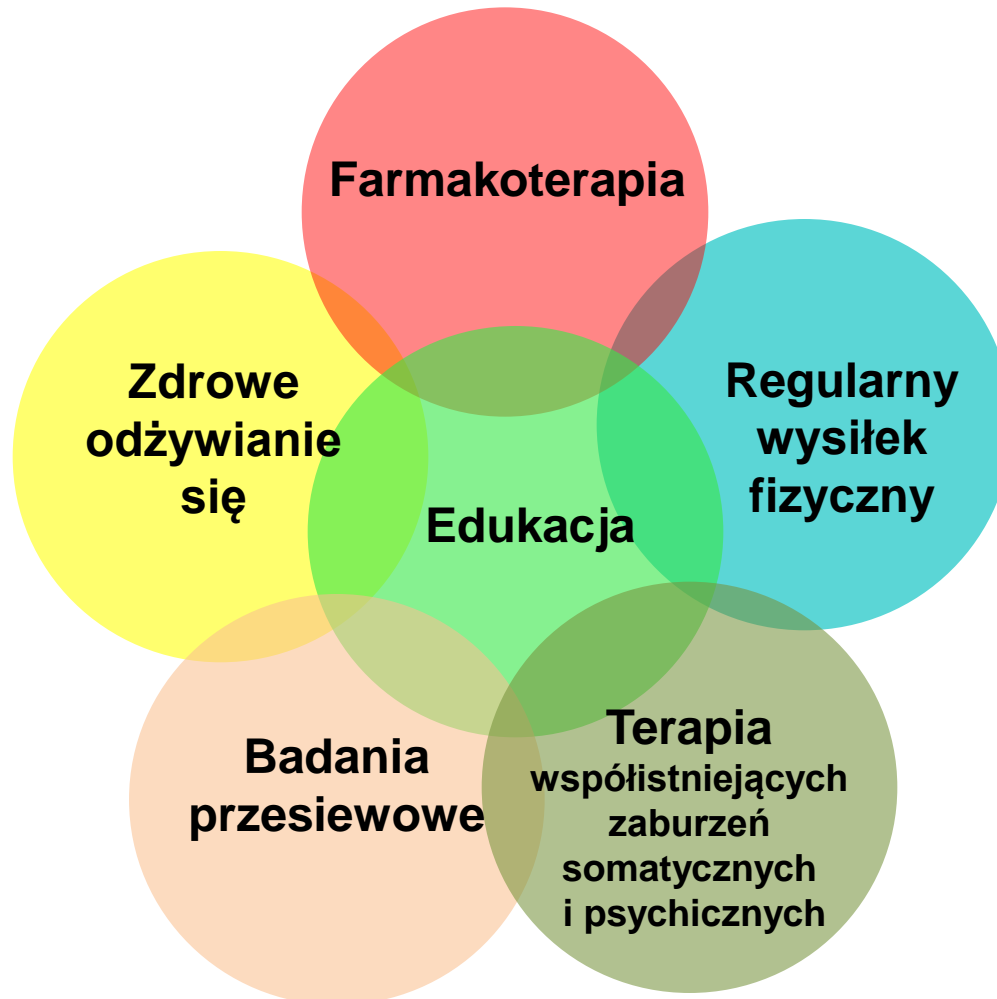 Farmakoterapia
Zdrowe
odżywianie
się
Regularny
wysiłek
fizyczny
Edukacja
Badania
przesiewowe
Terapia
współistniejących
zaburzeń
somatycznych
i psychicznych